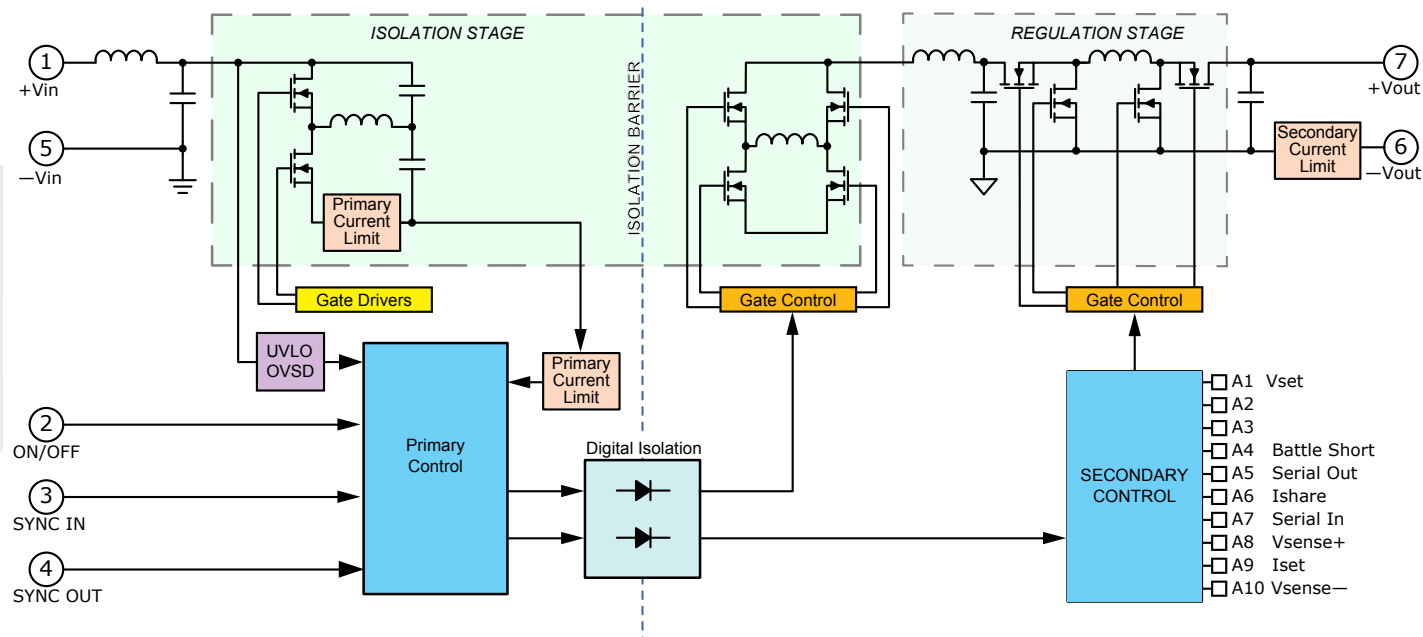 ISOLATION STAGE
REGULATION STAGE
ISOLATION BARRIER
1
+Vin
5
—Vin
7
+Vout
Secondary
Current
Limit
6
—Vout
Primary
Current
Limit
Gate Drivers
Gate Control
Gate Control
UVLO
OVSD
Primary
Current
Limit
2
ON/OFF
3
SYNC IN
4
SYNC OUT
Primary
Control
Digital Isolation
SECONDARY
CONTROL
A1 Vset
A2
A3
A4 Battle Short
A5 Serial Out
A6 Ishare
A7 Serial In
A8 Vsense+
A9 Iset
A10 Vsense—